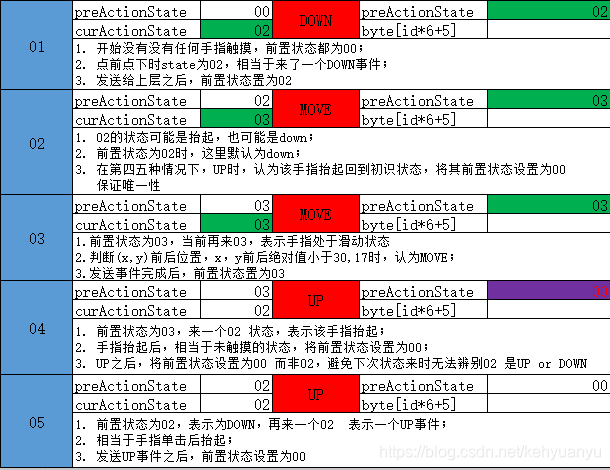 01
preActionState 00 DOWN preActionState 02
curActionState 02 byte[id*6+5]
1. 开始没有没有任何手指触摸，前置状态都为00；
2. 点前点下时state为02，相当于来了一个DOWN事件；
3. 发送给上层之后，前置状态置为02
02
preActionState 02 MOVE preActionState 03
curActionState 03 byte[id*6+5]
1. 02的状态可能是抬起，也可能是down；
2. 前置状态为02时，这里默认为down；
3. 在第四五种情况下，UP时，认为该手指抬起回到初识状态，将其前置状态设置为00
保证唯一性
03
preActionState 03 MOVE preActionState 03
curActionState 03 byte[id*6+5]
1.前置状态为03，当前再来03，表示手指处于滑动状态
2.判断(x,y)前后位置，x，y前后绝对值小于30,17时，认为MOVE；
3.发送事件完成后，前置状态置为03
04
preActionState 03 UP preActionState
curActionState 02 byte[id*6+5]
1. 前置状态为03，来一个02 状态，表示该手指抬起；
2. 手指抬起后，相当于未触摸的状态，将前置状态设置为00；
3. UP之后，将前置状态设置为00 而非02，避免下次状态来时无法辨别02 是UP or DOWN
05
preActionState 02 UP preActionState 00
curActionState 02 byte[id*6+5]
1. 前置状态为02，表示为DOWN，再来一个02 表示一个UP事件；
2. 相当于手指单击后抬起；
3. 发送UP事件之后，前置状态设置为00
https://blog.csdn.net/kehyuanyu